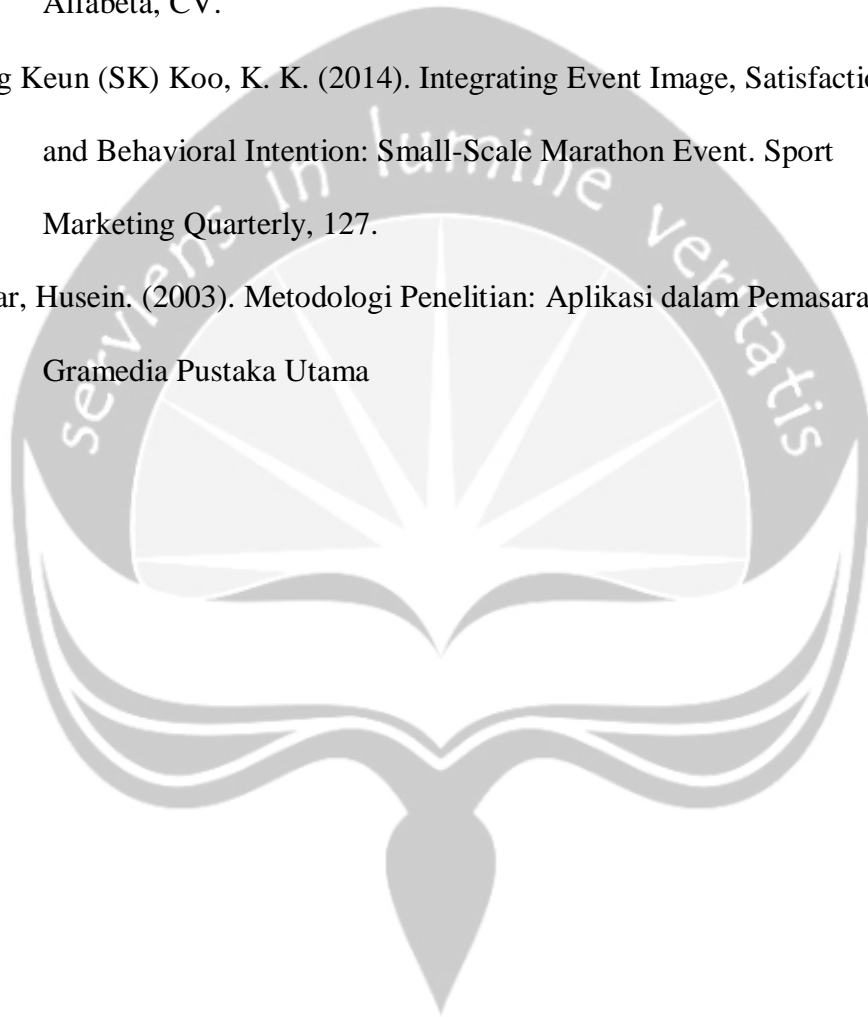 Alfabeta, CV.
g Keun (SK) Koo, K. K. (2014). Integrating Event Image, Satisfactio
and Behavioral Intention: Small-Scale Marathon Event. Sport
Marketing Quarterly, 127.
ar, Husein. (2003). Metodologi Penelitian: Aplikasi dalam Pemasara
Gramedia Pustaka Utama
serviens in lumine veritatis